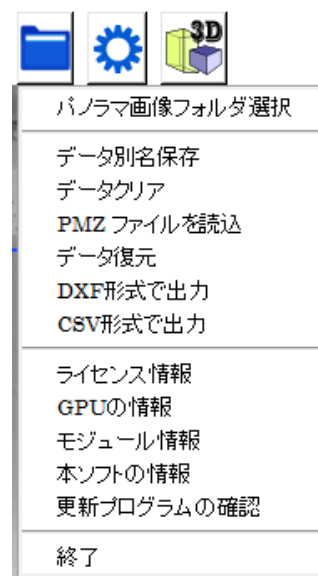 3D
パノラマ画像フォルダ選択
データ別名保存
データクリア
PMZ ファイルを読込
データ復元
DXF形式で出力
CSV形式で出力
ライセンス情報
GPUの情報
モジュール情報
本ソフトの情報
更新プログラムの確認
終了